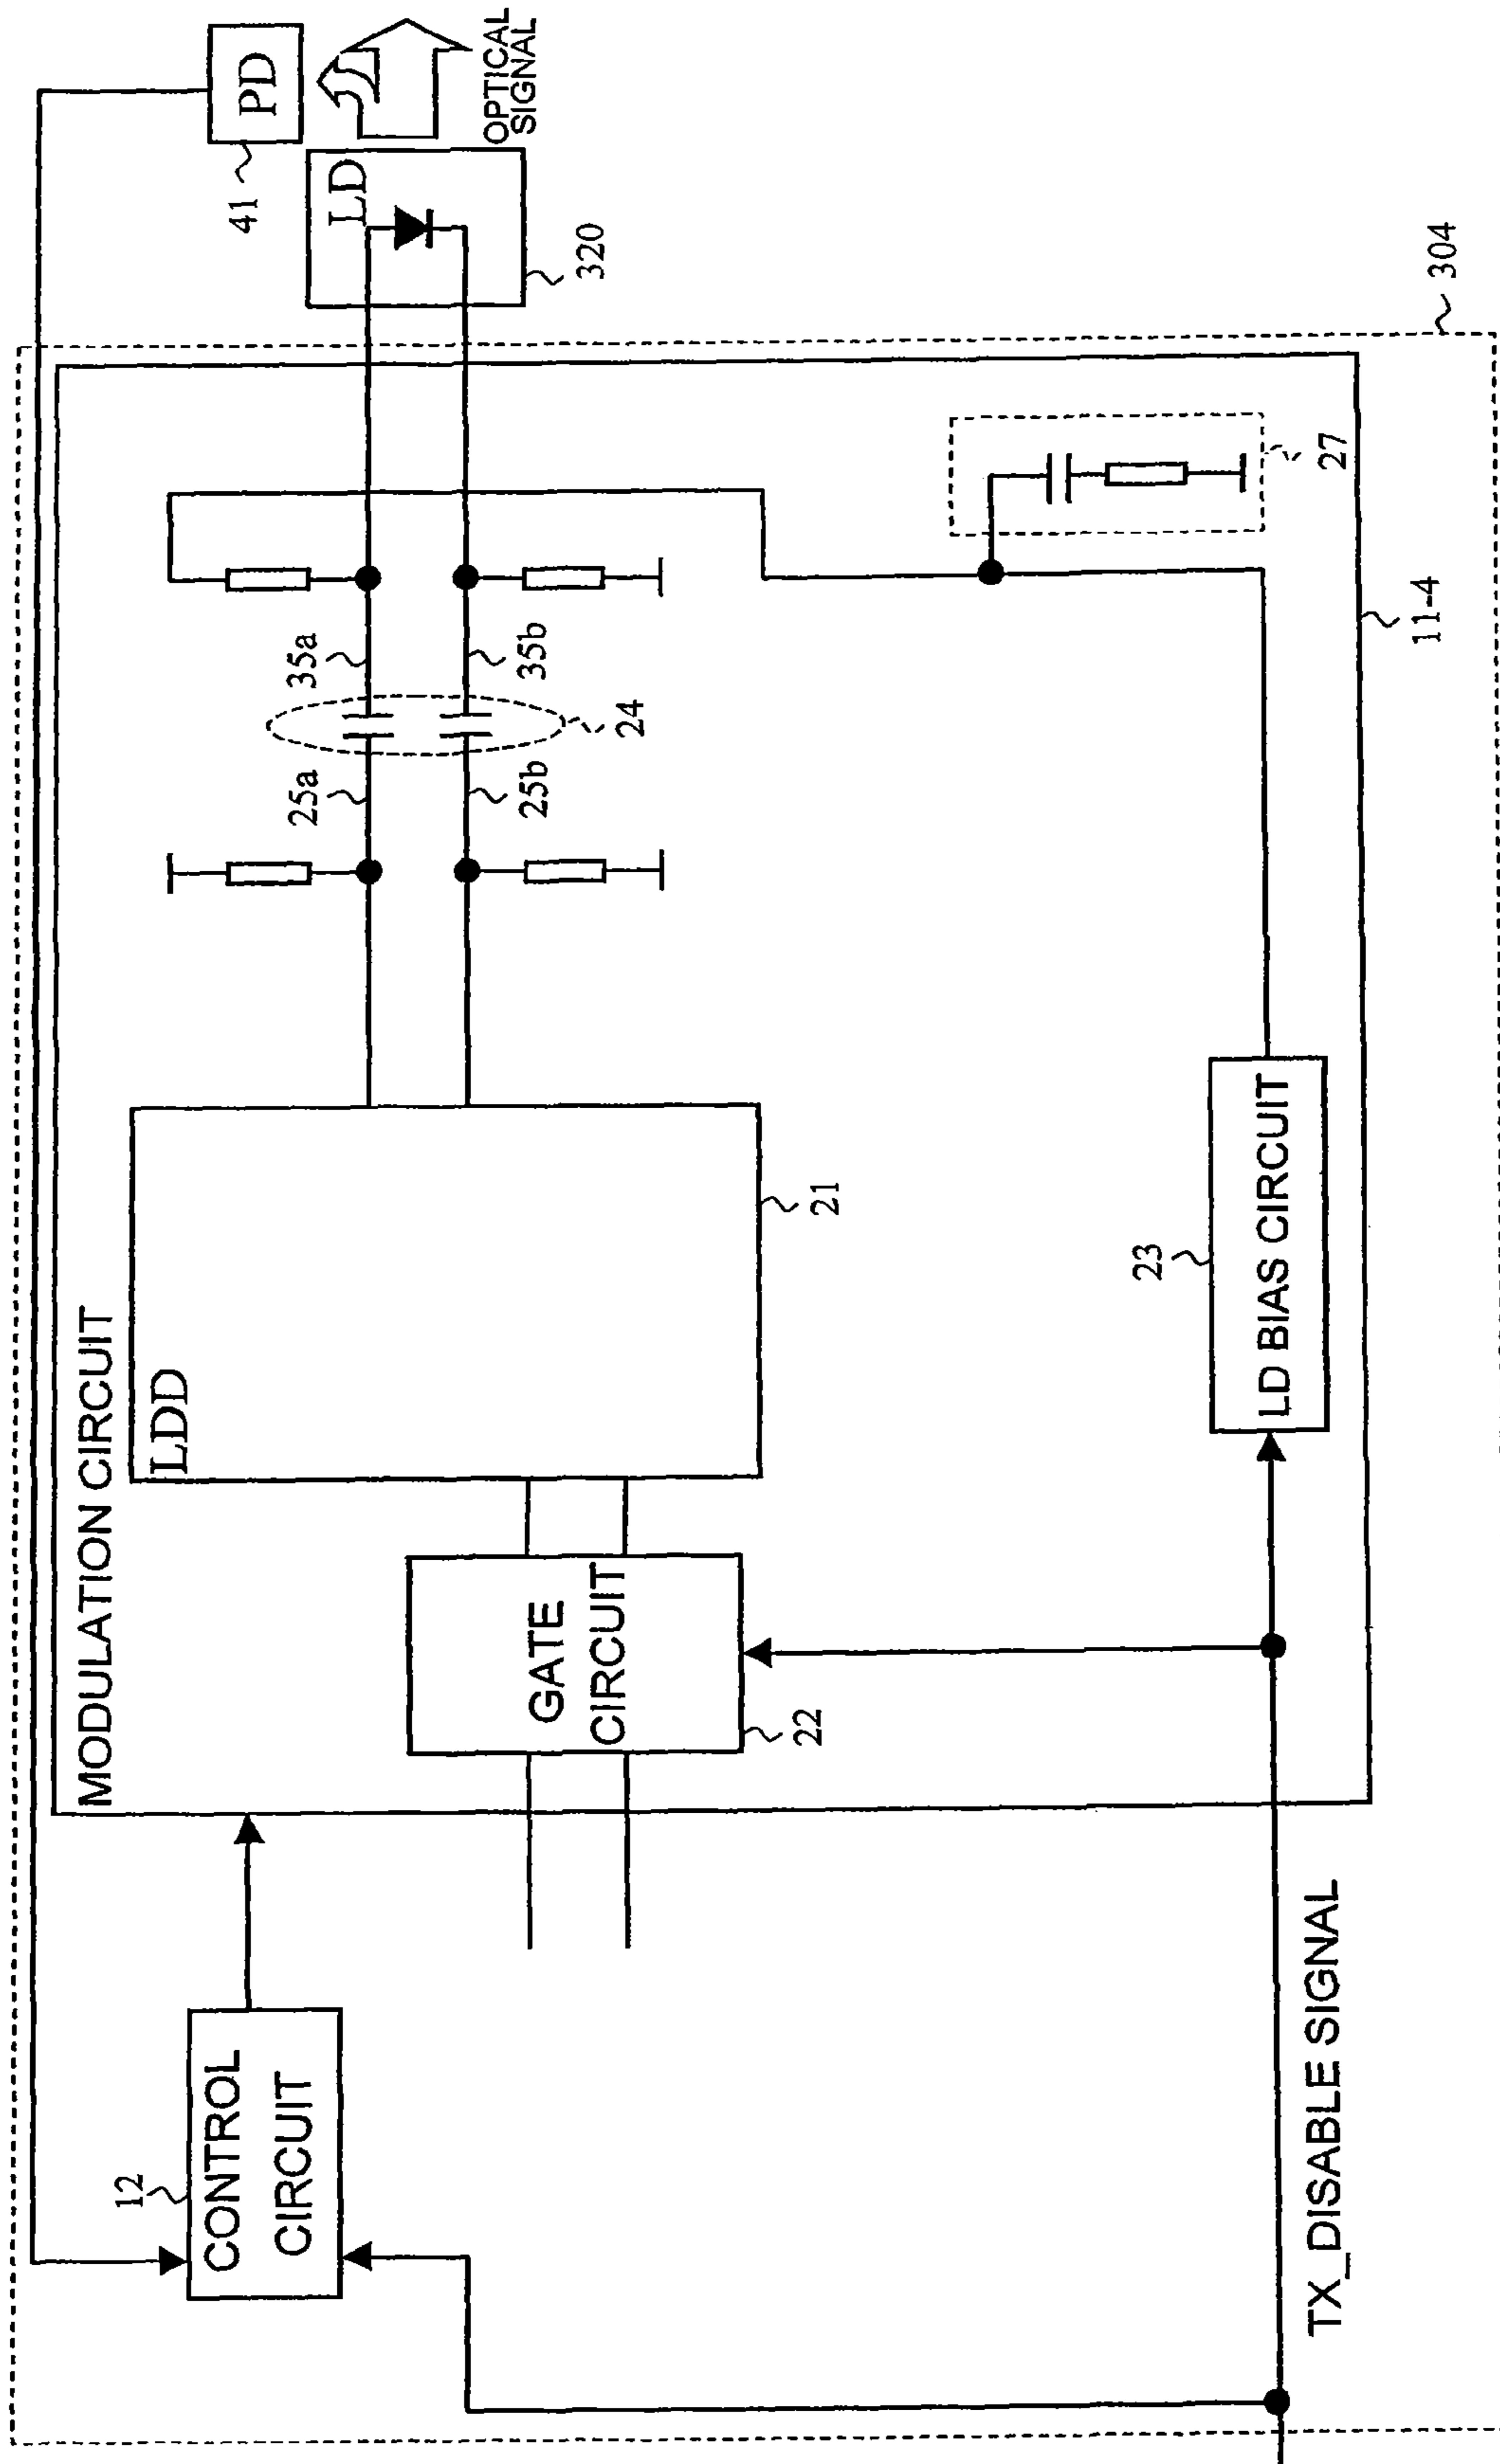 MODULATION CIRCUIT
12
CONTROL
CIRCUIT
GATE
CIRCUIT
22
LDD
21
25a
25b
24
35a
35b
LD
320
41
PD
OPTICAL
SIGNAL
304
27
11-4
23
LD BIAS CIRCUIT
TX_DISABLE SIGNAL